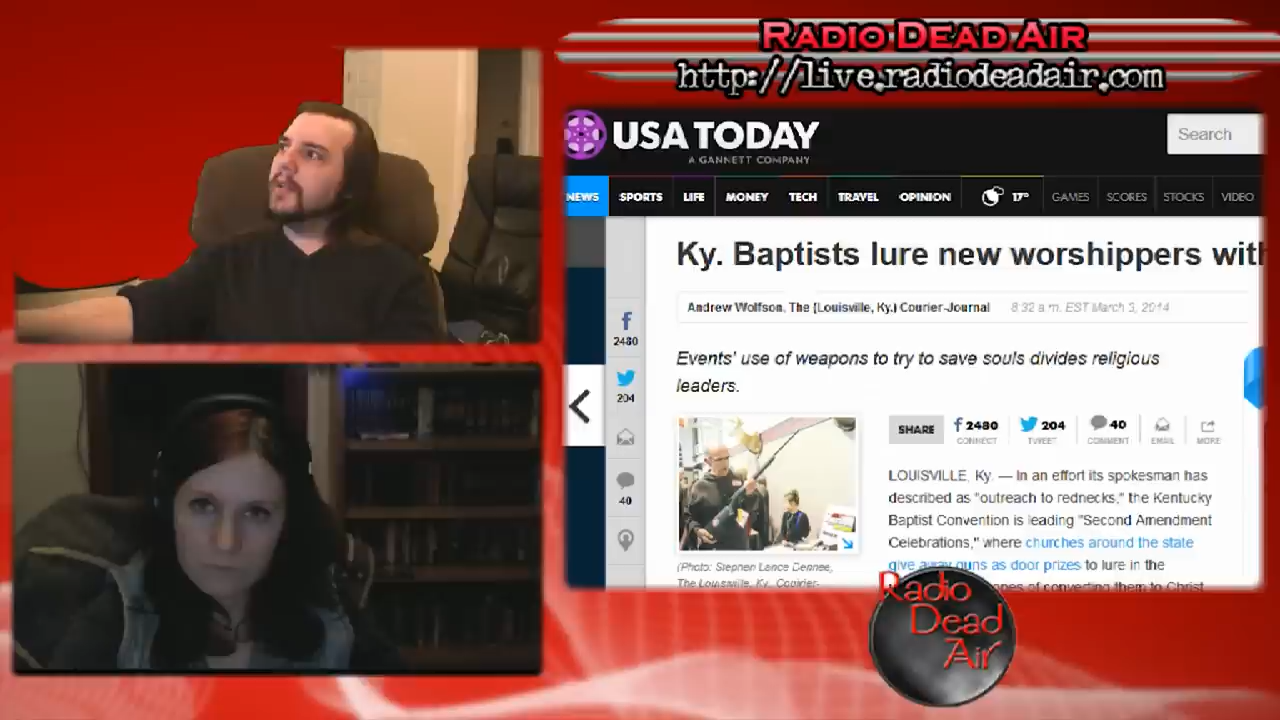 RADIO DEAD AIR
http://live.radiodeadair.com
USA TODAY
A GANNETT COMPANY
Search
NEWS SPORTS LIFE MONEY TECH TRAVEL OPINION 17° GAMES SCORES STOCKS VIDEO
Ky. Baptists lure new worshippers with
Andrew Wolfson, The (Louisville, Ky.) Courier-Journal 8:32 a.m. EST March 3, 2014
Events' use of weapons to try to save souls divides religious
leaders.
2480
204
40
SHARE 2480 204 40
CONNECT TWEET COMMENT EMAIL MORE
LOUISVILLE, Ky. — In an effort its spokesman has
described as "outreach to rednecks," the Kentucky
Baptist Convention is leading "Second Amendment
Celebrations," where churches around the state
give away guns as door prizes to lure in the
opes of converting them to Christ
(Photo: Stephen Lance Dennee,
The Louisville, Ky., Courier-
Radio
Dead
Air